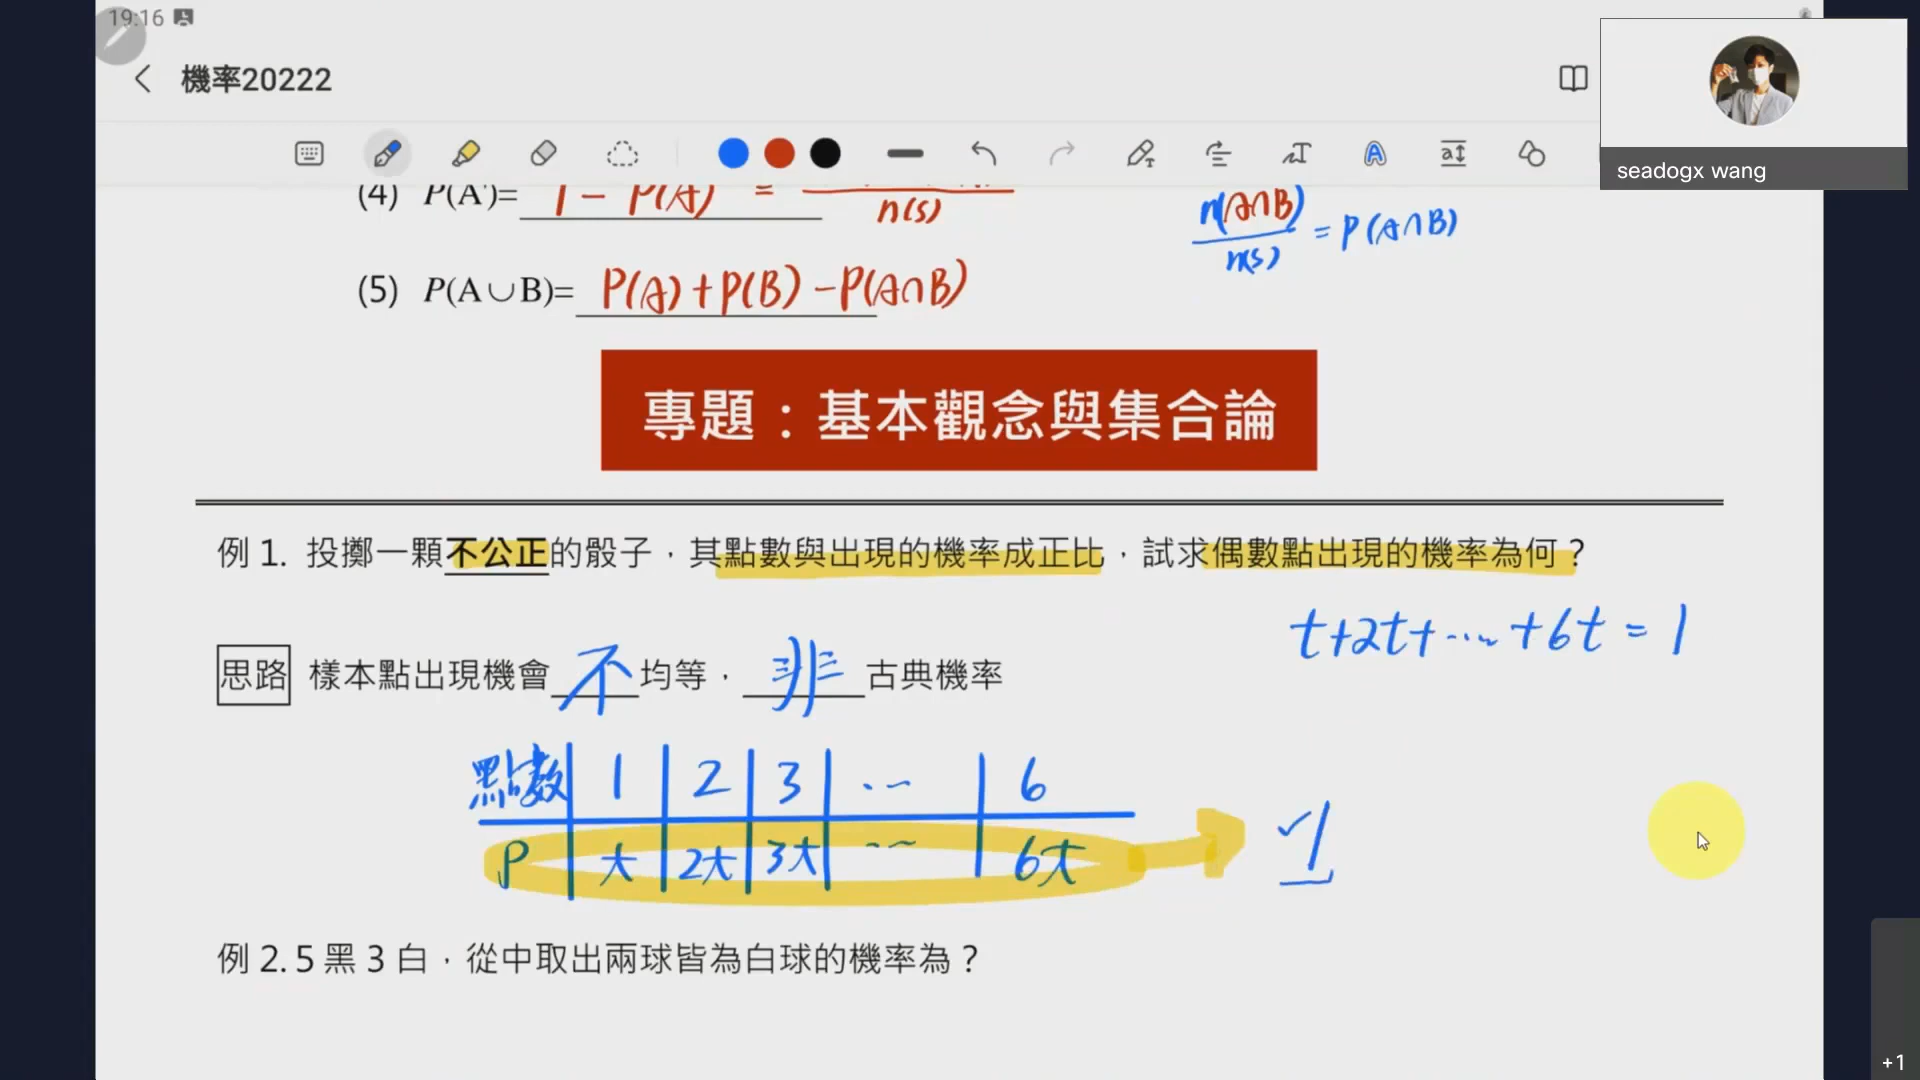 19:16
機率20222
seadogx wang
(4) P(A')= 1 - P(A) = n(s)
n(A∩B)/n(s) = P(A∩B)
(5) P(A∪B)= P(A)+P(B)-P(A∩B)
專題：基本觀念與集合論
例 1. 投擲一顆不公正的骰子，其點數與出現的機率成正比，試求偶數點出現的機率為何？
t+2t+...+6t=1
思路 樣本點出現機會不均等，非古典機率
點數 1 2 3 ... 6
P t 2t 3t ... 6t 1
例 2. 5 黑 3 白，從中取出兩球皆為白球的機率為？
+1